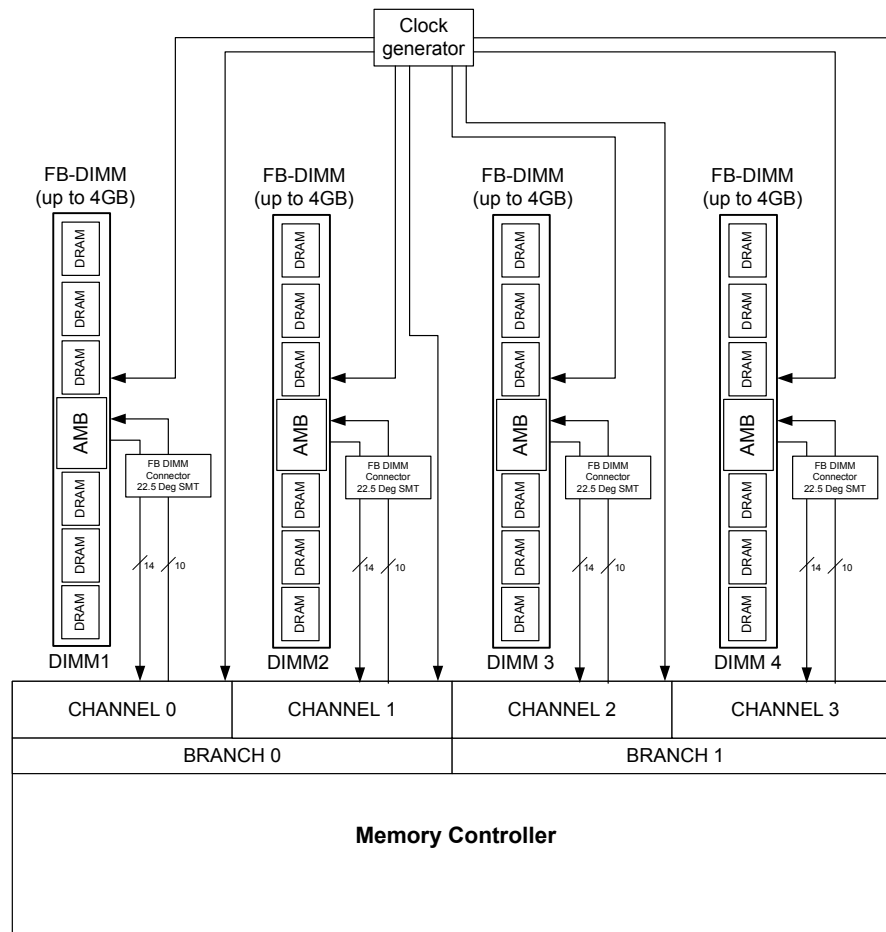 Clock
generator
FB-DIMM
(up to 4GB)
DRAM
DRAM
DRAM
AMB
DRAM
DRAM
DRAM
DIMM1
FB DIMM
Connector
22.5 Deg SMT
14
10
FB-DIMM
(up to 4GB)
DRAM
DRAM
DRAM
AMB
DRAM
DRAM
DRAM
DIMM2
FB DIMM
Connector
22.5 Deg SMT
14
10
FB-DIMM
(up to 4GB)
DRAM
DRAM
DRAM
AMB
DRAM
DRAM
DRAM
DIMM 3
FB DIMM
Connector
22.5 Deg SMT
14
10
FB-DIMM
(up to 4GB)
DRAM
DRAM
DRAM
AMB
DRAM
DRAM
DRAM
DIMM 4
FB DIMM
Connector
22.5 Deg SMT
14
10
CHANNEL 0
CHANNEL 1
CHANNEL 2
CHANNEL 3
BRANCH 0
BRANCH 1
Memory Controller